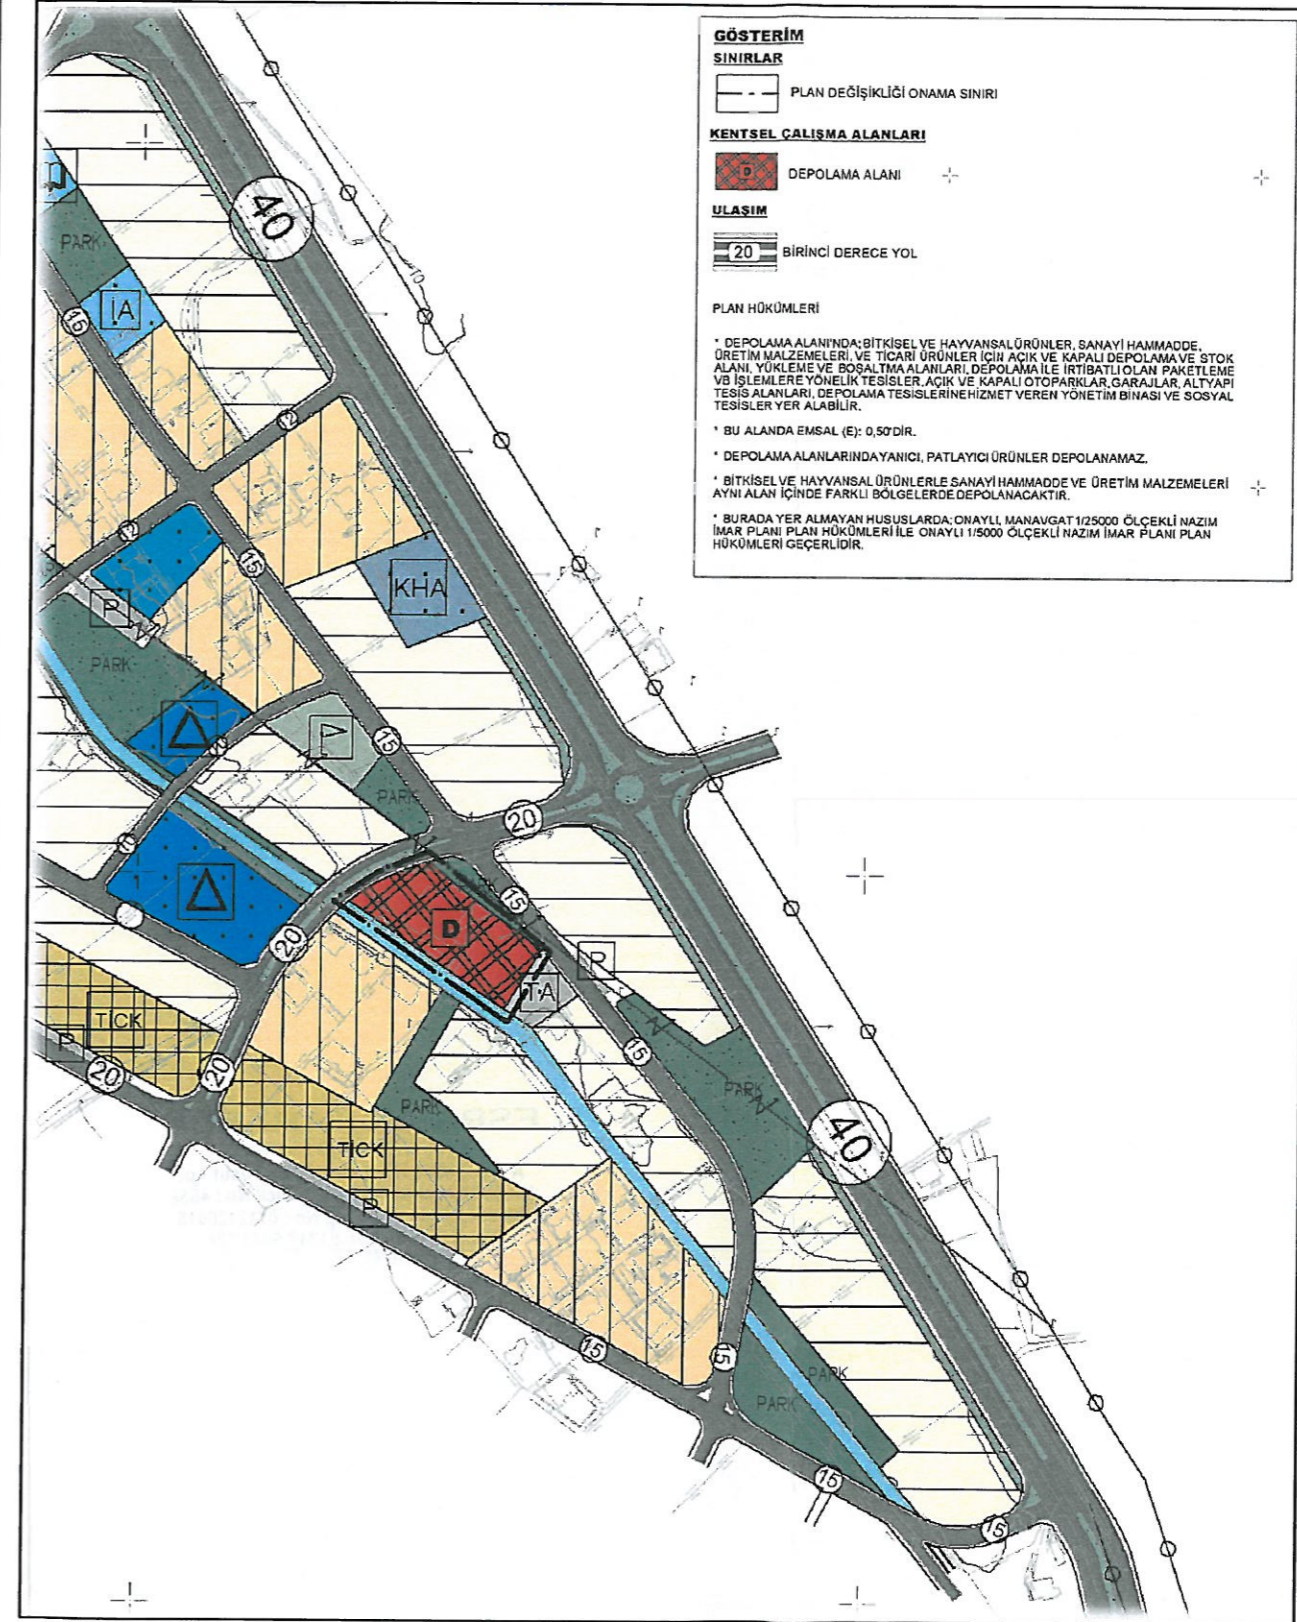 GÖSTERİM
SINIRLAR
PLAN DEĞİŞİKLİĞİ ONAMA SINIRI
KENTSEL ÇALIŞMA ALANLARI
D DEPOLAMA ALANI
ULAŞIM
20 BİRİNCİ DERECE YOL
PLAN HÜKÜMLERİ
* DEPOLAMA ALANI'NDA; BİTKİSEL VE HAYVANSAL ÜRÜNLER, SANAYİ HAMMADDE,
ÜRETİM MALZEMELERİ, VE TİCARİ ÜRÜNLER İÇİN AÇIK VE KAPALI DEPOLAMA VE STOK
ALANI, YÜKLEME VE BOŞALTMA ALANLARI, DEPOLAMA İLE İRTİBATLI OLAN PAKETLEME
VB İŞLEMLERE YÖNELİK TESİSLER, AÇIK VE KAPALI OTOPARKLAR, GARAJLAR, ALTYAPI
TESİS ALANLARI, DEPOLAMA TESİSLERİNE HİZMET VEREN YÖNETİM BİNASI VE SOSYAL
TESİSLER YER ALABİLİR.
* BU ALANDA EMSAL (E): 0,50'DİR.
* DEPOLAMA ALANLARINDA YANICI, PATLAYICI ÜRÜNLER DEPOLANAMAZ.
* BİTKİSEL VE HAYVANSAL ÜRÜNLERLE SANAYİ HAMMADDE VE ÜRETİM MALZEMELERİ
AYNI ALAN İÇİNDE FARKLI BÖLGELERDE DEPOLANACAKTIR.
* BURADA YER ALMAYAN HUSUSLARDA; ONAYLI, MANAVGAT 1/25000 ÖLÇEKLİ NAZIM
İMAR PLANI PLAN HÜKÜMLERİ İLE ONAYLI 1/5000 ÖLÇEKLİ NAZIM İMAR PLANI PLAN
HÜKÜMLERİ GEÇERLİDİR.
40
PARK
İA
15
12
12
15
KHA
P
PARK
10
P
15
PARK
20
10
PARK
15
20
D
P
TA
TICK
P
20
20
15
PARK
PARK
40
TICK
P
15
15
PARK
PARK
15
15